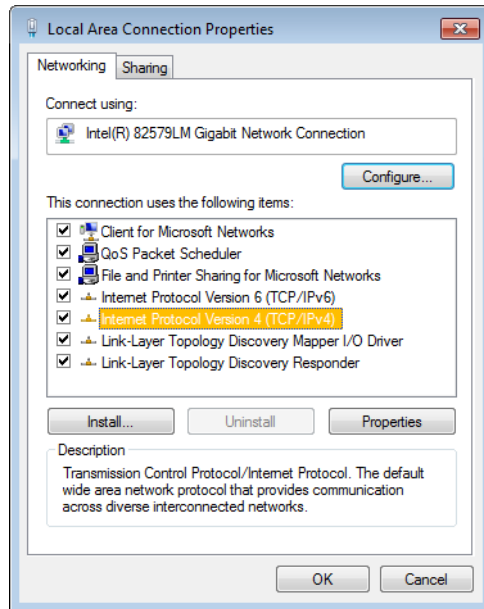 Local Area Connection Properties
Networking
Sharing
Connect using:
Intel(R) 82579LM Gigabit Network Connection
Configure...
This connection uses the following items:
Client for Microsoft Networks
QoS Packet Scheduler
File and Printer Sharing for Microsoft Networks
Internet Protocol Version 6 (TCP/IPv6)
Internet Protocol Version 4 (TCP/IPv4)
Link-Layer Topology Discovery Mapper I/O Driver
Link-Layer Topology Discovery Responder
Install...
Uninstall
Properties
Description
Transmission Control Protocol/Internet Protocol. The default
wide area network protocol that provides communication
across diverse interconnected networks.
OK
Cancel